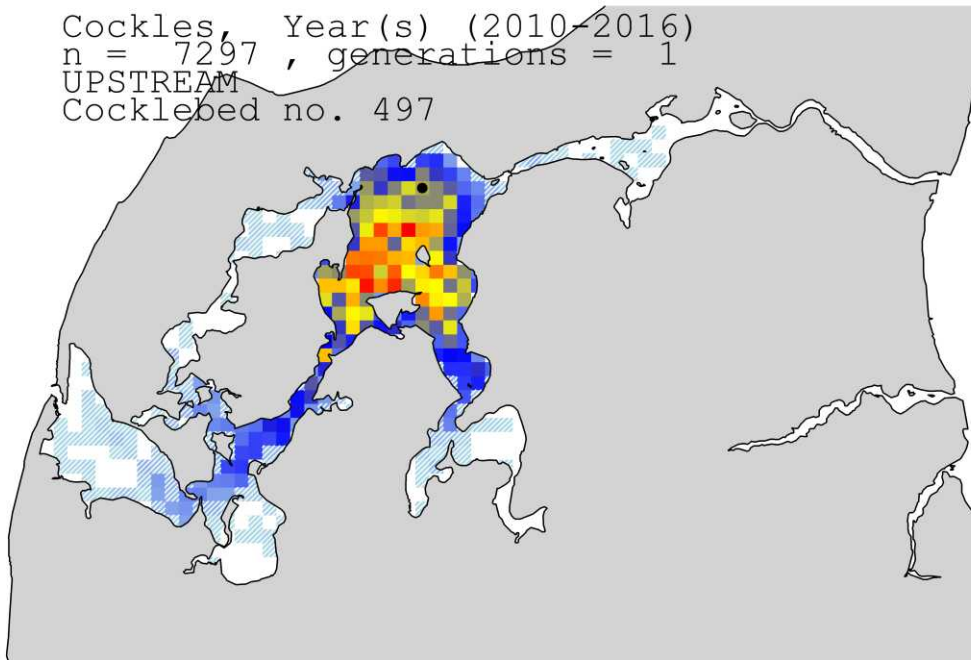 Cockles,  Year(s) (2010-2016)
n =  7297 , generations =  1
UPSTREAM
Cocklebed no. 497